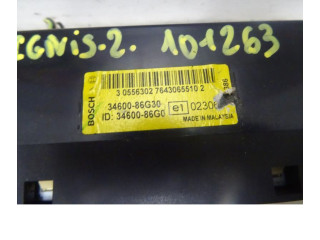 IGNIS-2. 101263
3 0556302 7643065510 2
BOSCH
34600-86G30
ID: 34600-86G0
e1
0230
MADE IN MALAYSIA